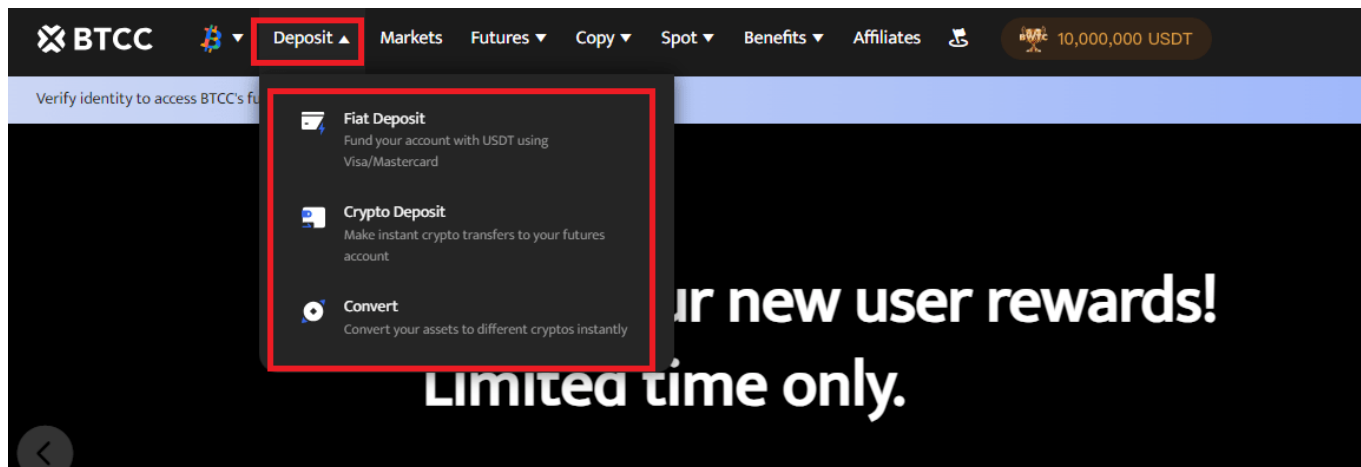 BTCC Deposit ▲ Markets Futures ▼ Copy ▼ Spot ▼ Benefits ▼ Affiliates 10,000,000 USDT
Verify identity to access BTCC's
Fiat Deposit
Fund your account with USDT using
Visa/Mastercard
Crypto Deposit
Make instant crypto transfers to your futures
account
Convert
Convert your assets to different cryptos instantly
new user rewards!
Limited time only.